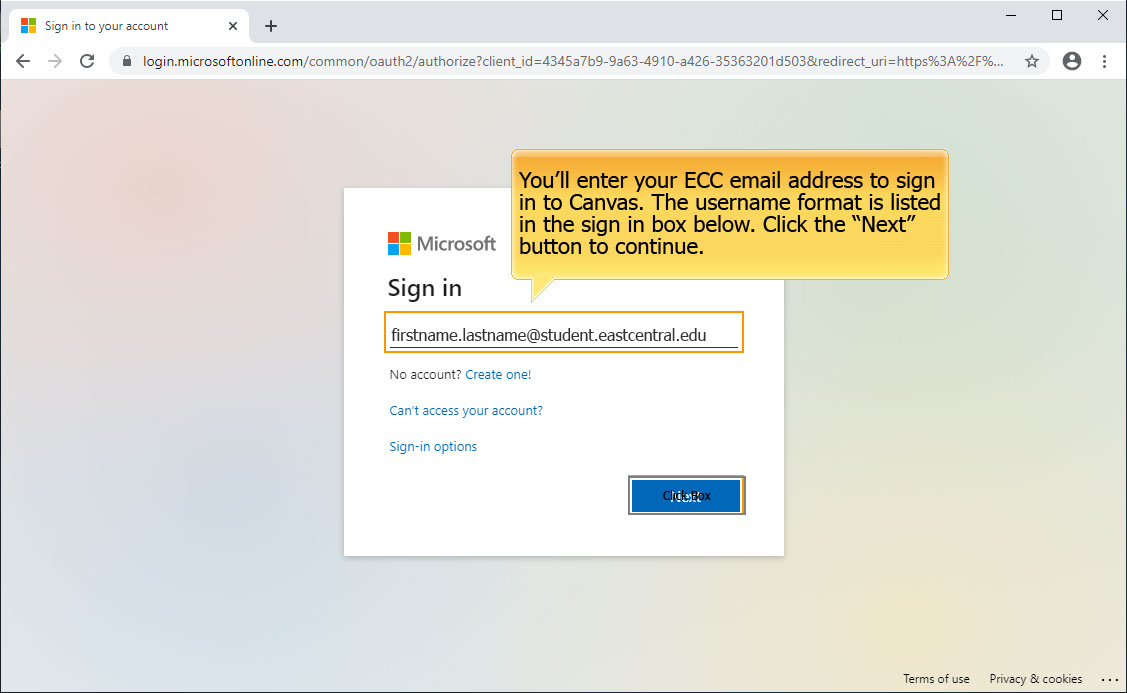 Sign in to your account
login.microsoftonline.com/common/oauth2/authorize?client_id=4345a7b9-9a63-4910-a426-35363201d503&redirect_uri=https%3A%2F%...
You'll enter your ECC email address to sign
in to Canvas. The username format is listed
in the sign in box below. Click the “Next”
button to continue.
Microsoft
Sign in
firstname.lastname@student.eastcentral.edu
No account? Create one!
Can't access your account?
Sign-in options
Next
Click Box
Terms of use Privacy & cookies ...